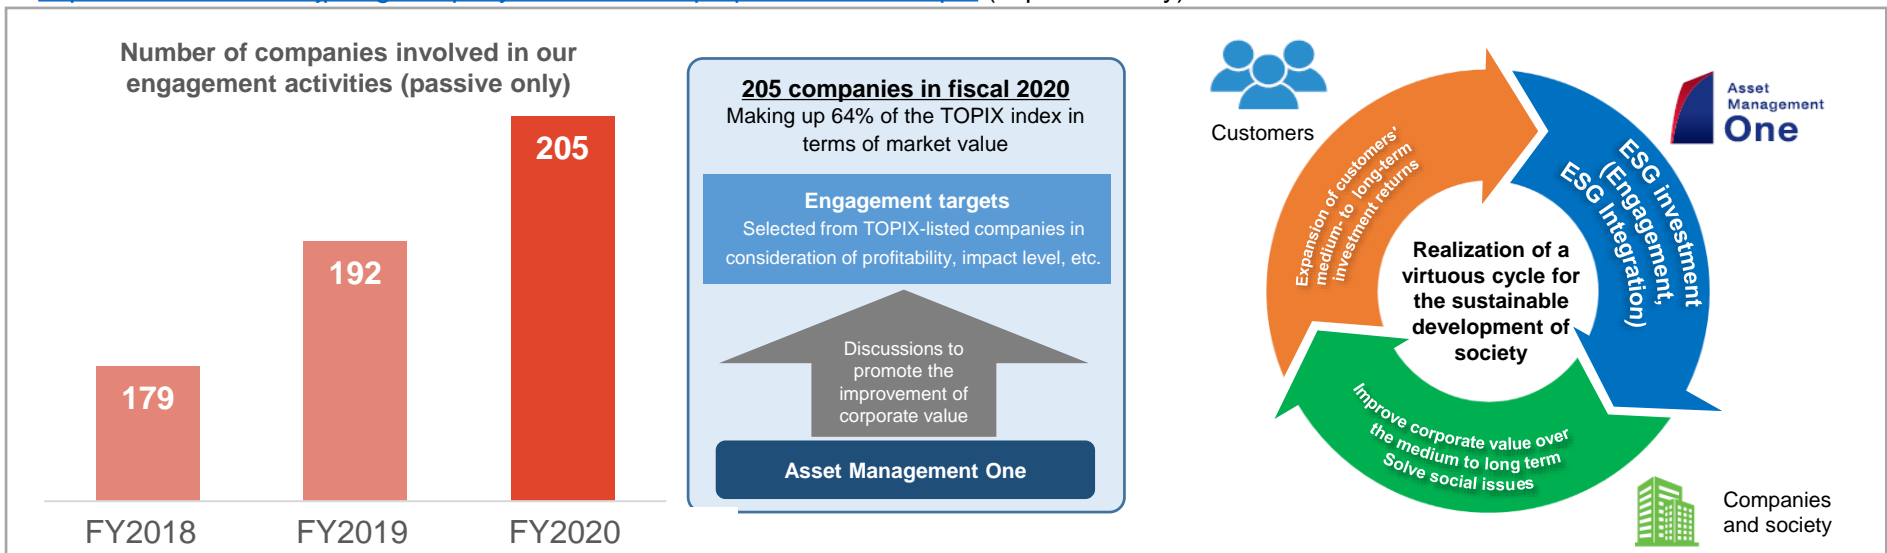 Number of companies involved in our
engagement activities (passive only)
205
192
179
FY2018
FY2019
FY2020
205 companies in fiscal 2020
Making up 64% of the TOPIX index in
terms of market value
Engagement targets
Selected from TOPIX-listed companies in
consideration of profitability, impact level, etc.
Discussions to
promote the
improvement of
corporate value
Asset Management One
Customers
Asset
Management
One
Expansion of customers'
medium- to long-term
investment returns
ESG investment
(Engagement,
ESG Integration)
Realization of a
virtuous cycle for
the sustainable
development of
society
Improve corporate value over
the medium to long term
Solve social issues
Companies
and society